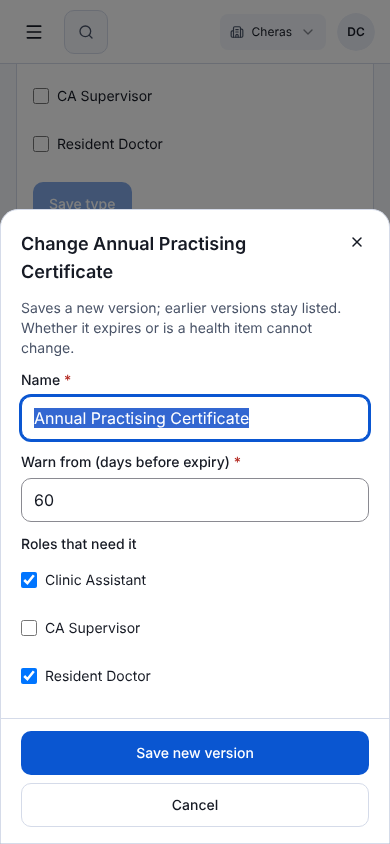 Cheras
DC
CA Supervisor
Resident Doctor
Save type
Change Annual Practising
Certificate
Saves a new version; earlier versions stay listed.
Whether it expires or is a health item cannot
change.
Name *
Annual Practising Certificate
Warn from (days before expiry) *
60
Roles that need it
Clinic Assistant
CA Supervisor
Resident Doctor
Save new version
Cancel